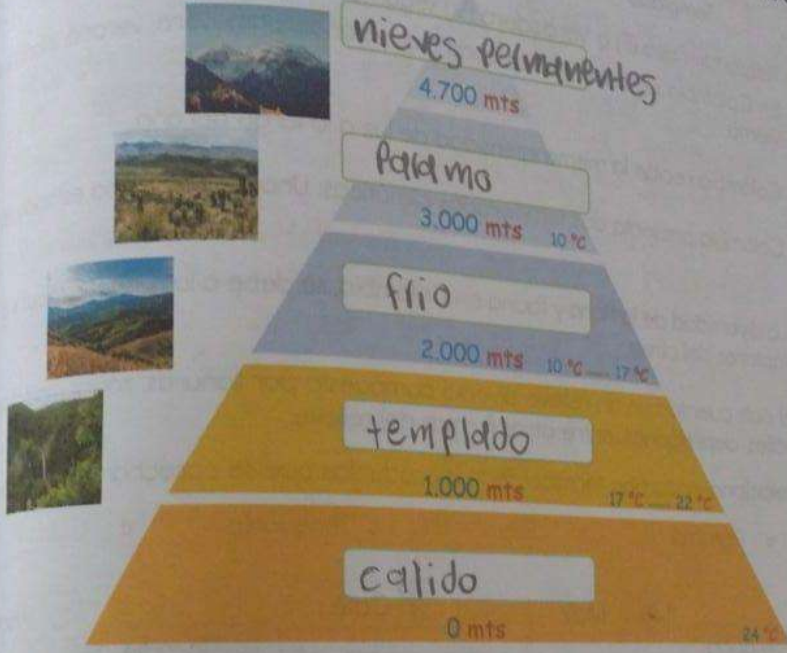 nieves permanentes
4.700 mts
Paramo
3.000 mts 10 °C
frio
2.000 mts 10 °C .... 17 °C
templado
1.000 mts 17 °C .... 22 °C
calido
0 mts 24 °C